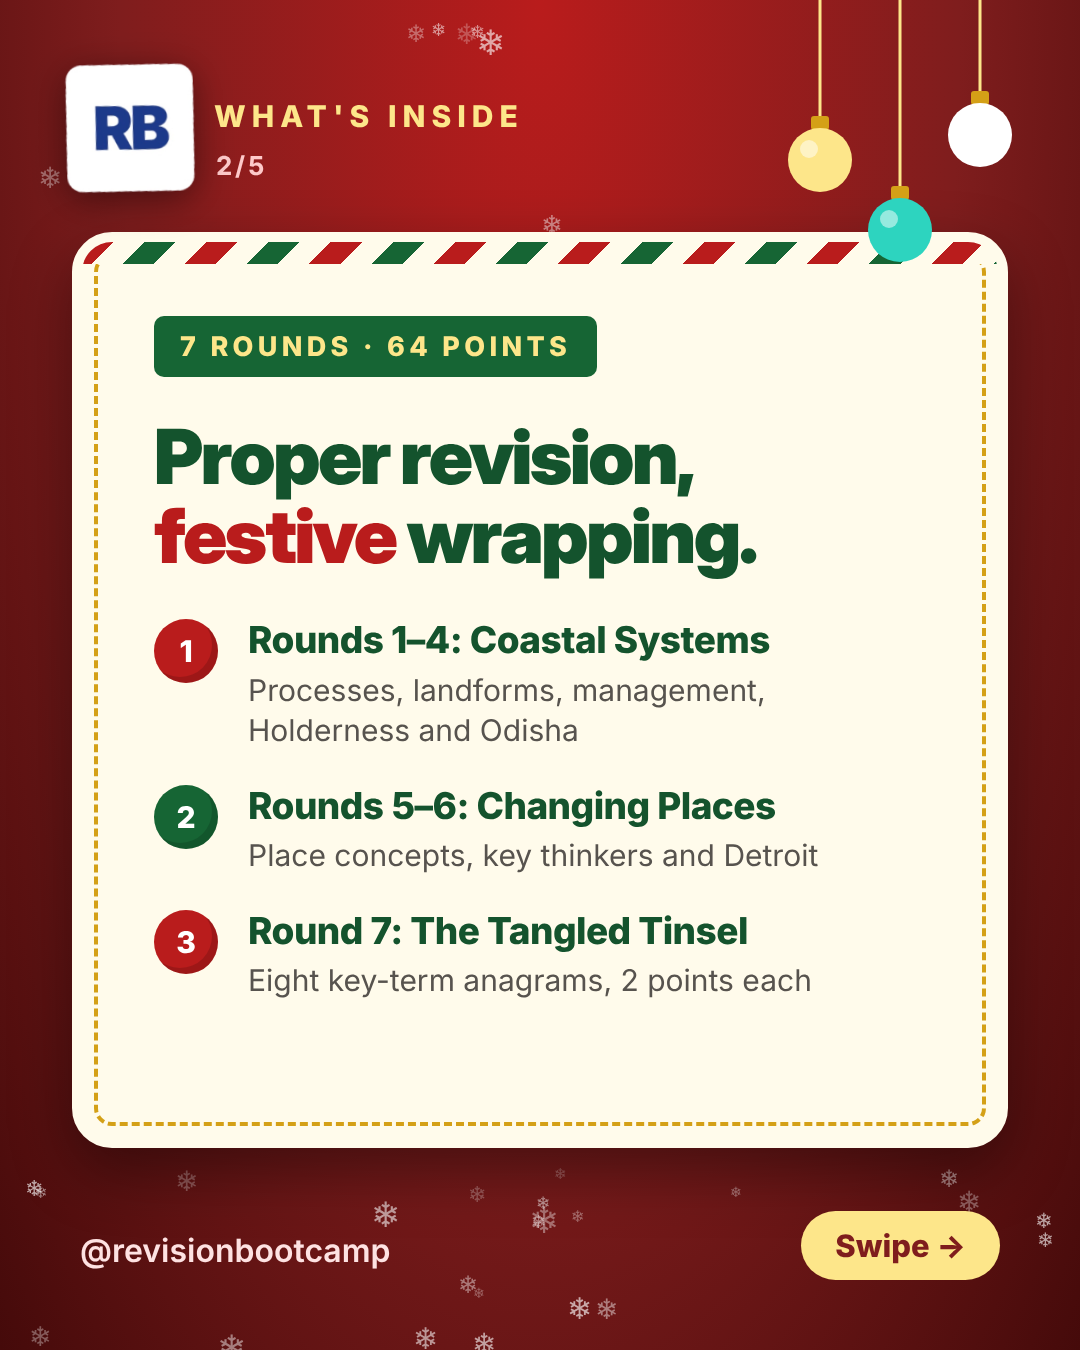 RB
WHAT'S INSIDE
2/5
7 ROUNDS · 64 POINTS
Proper revision,
festive wrapping.
1
Rounds 1–4: Coastal Systems
Processes, landforms, management,
Holderness and Odisha
2
Rounds 5–6: Changing Places
Place concepts, key thinkers and Detroit
3
Round 7: The Tangled Tinsel
Eight key-term anagrams, 2 points each
@revisionbootcamp
Swipe →